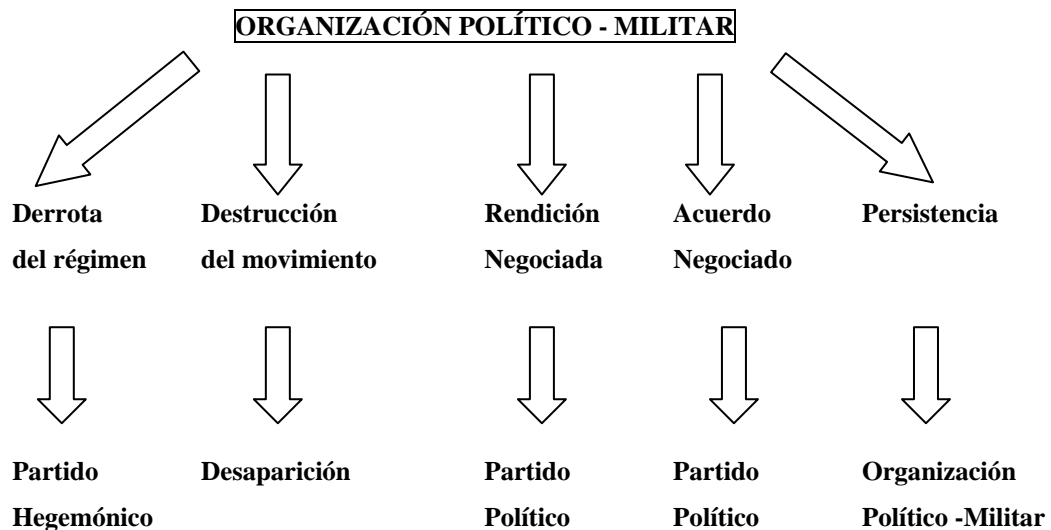 ORGANIZACIÓN POLÍTICO - MILITAR
Derrota
del régimen
Destrucción
del movimiento
Rendición
Negociada
Acuerdo
Negociado
Persistencia
Partido
Hegemónico
Desaparición
Partido
Político
Partido
Político
Organización
Político -Militar